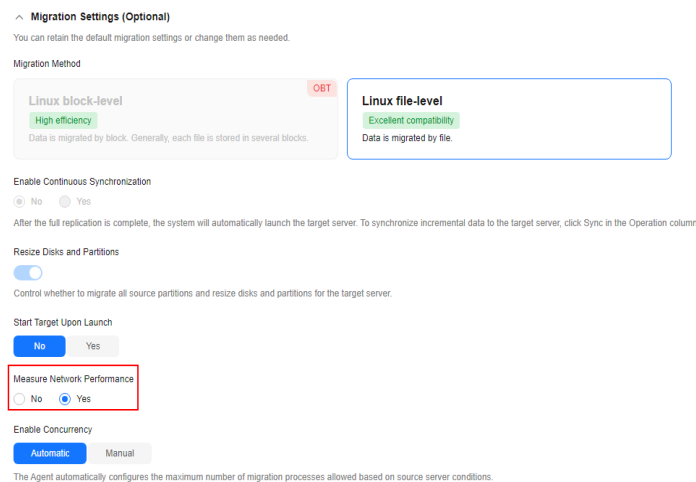 Migration Settings (Optional)
You can retain the default migration settings or change them as needed.
Migration Method
OBT
Linux block-level
High efficiency
Data is migrated by block. Generally, each file is stored in several blocks.
Linux file-level
Excellent compatibility
Data is migrated by file.
Enable Continuous Synchronization
No Yes
After the full replication is complete, the system will automatically launch the target server. To synchronize incremental data to the target server, click Sync in the Operation column
Resize Disks and Partitions
Control whether to migrate all source partitions and resize disks and partitions for the target server.
Start Target Upon Launch
No Yes
Measure Network Performance
No Yes
Enable Concurrency
Automatic Manual
The Agent automatically configures the maximum number of migration processes allowed based on source server conditions.